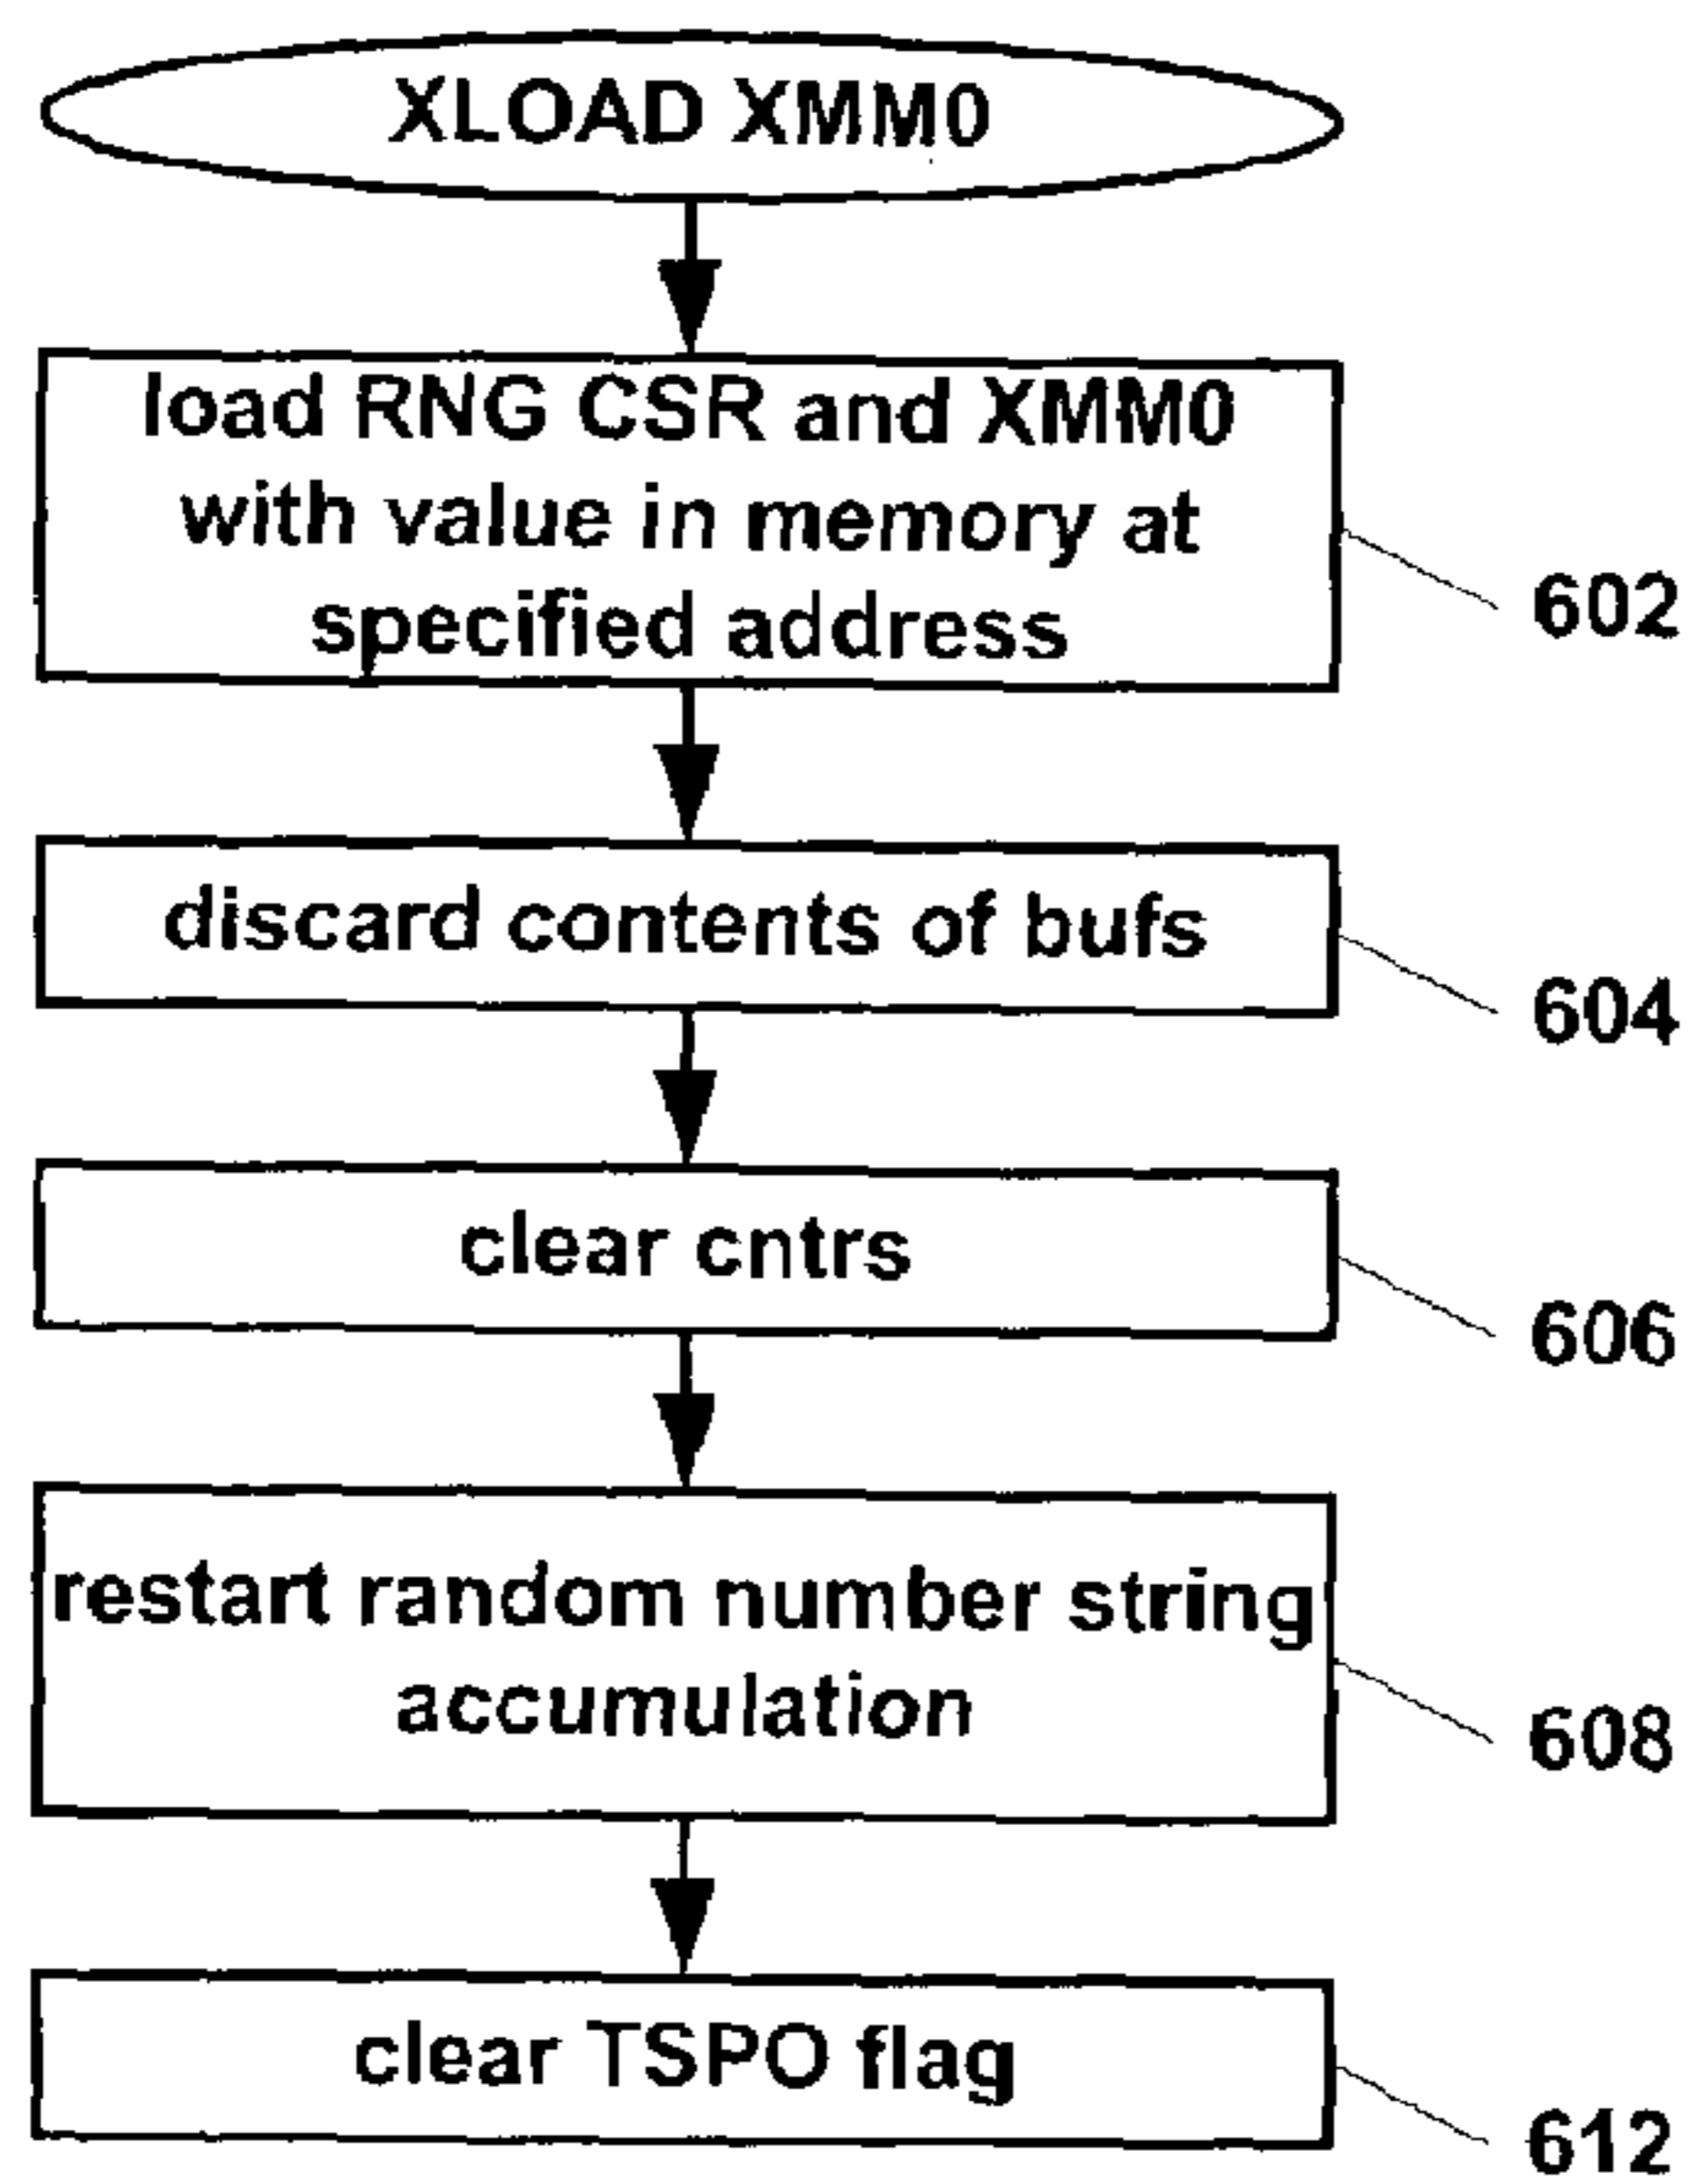 XLOAD XMM0
load RNG CSR and XMM0
with value in memory at
specified address
602
discard contents of bufs
604
clear cntrs
606
restart random number string
accumulation
608
clear TSPO flag
612